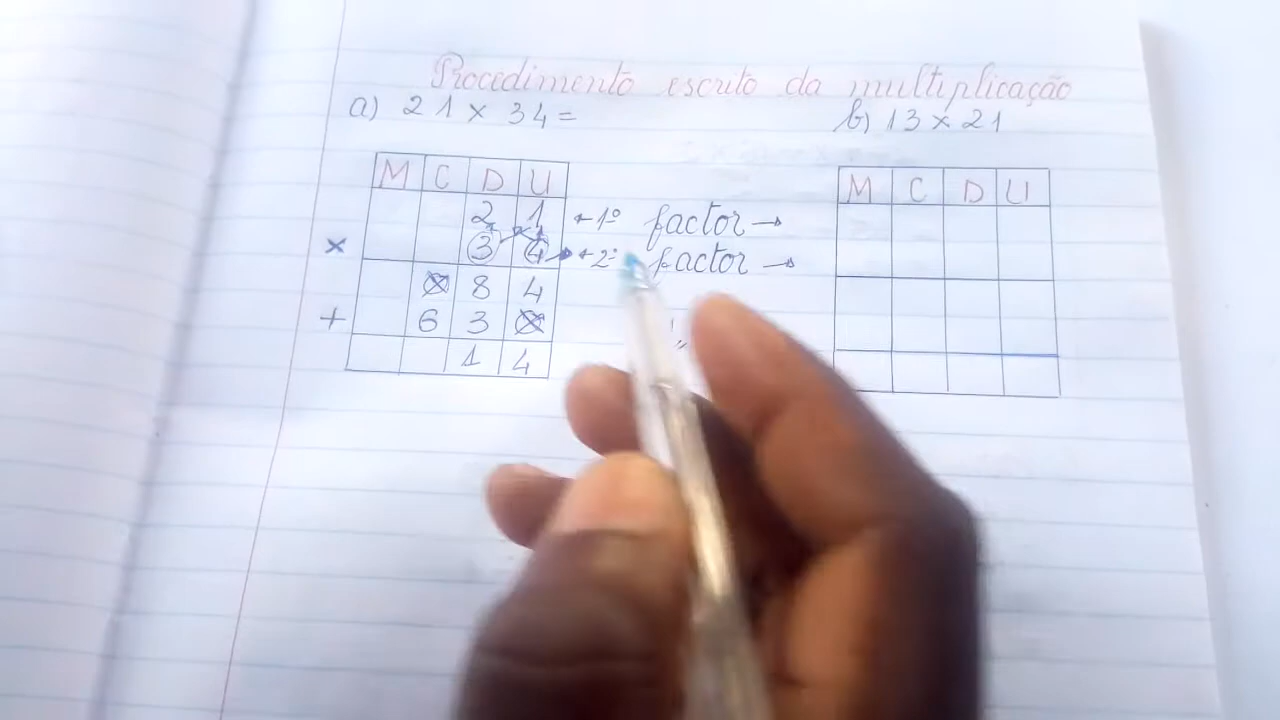 Procedimento escrito da multiplicação
a) 21 x 34 =
b) 13 x 21
M C D U
2 1 ← 1º factor →
x 3 4 ← 2º factor →
x 8 4
+ 6 3 x
1 4
M C D U